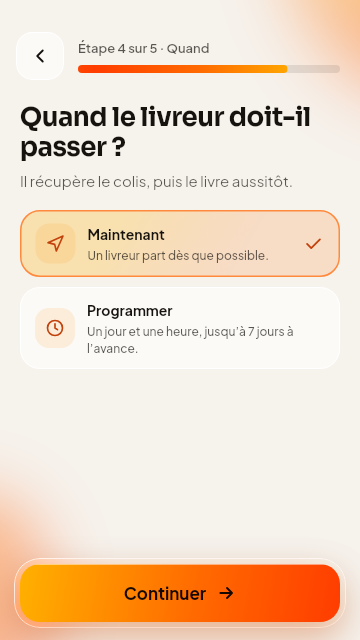 Étape 4 sur 5 · Quand
Quand le livreur doit-il
passer ?
Il récupère le colis, puis le livre aussitôt.
Maintenant
Un livreur part dès que possible.
Programmer
Un jour et une heure, jusqu'à 7 jours à
l'avance.
Continuer